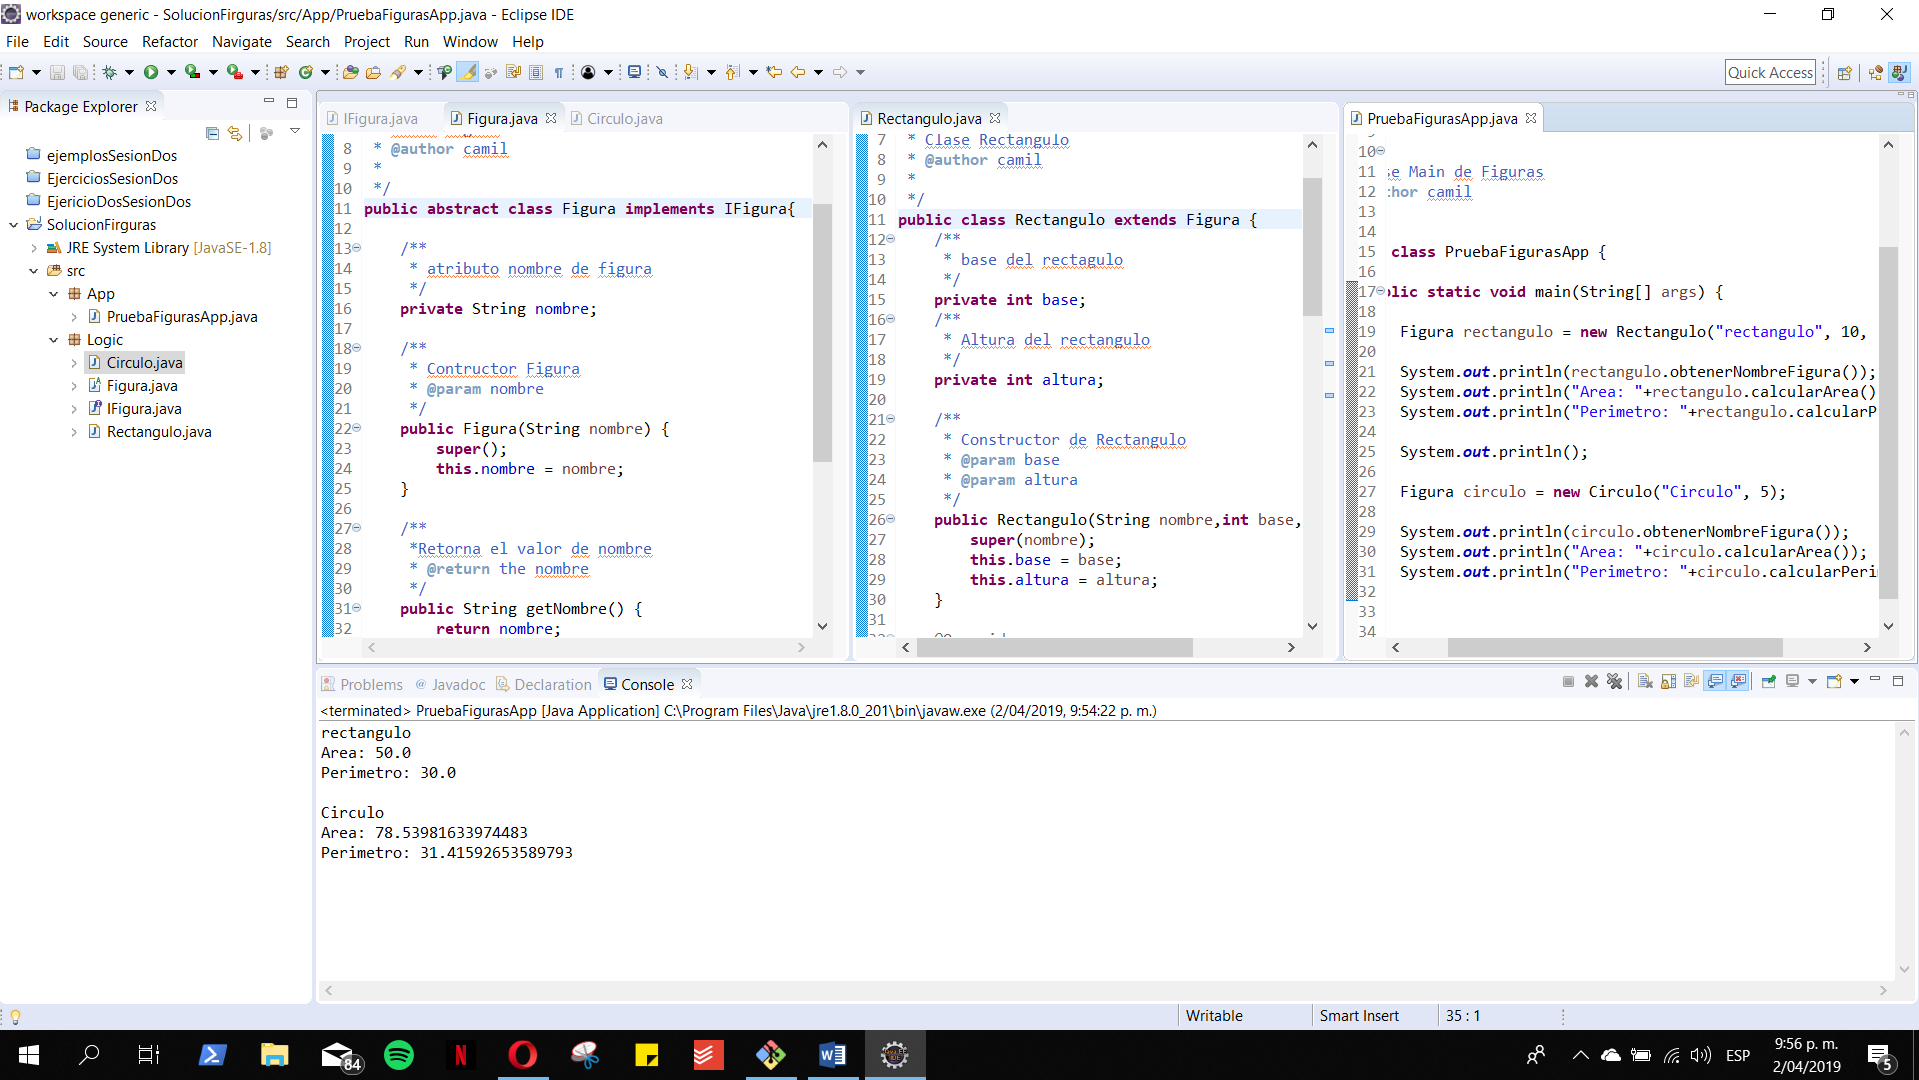 workspace generic - SolucionFirguras/src/App/PruebaFigurasApp.java - Eclipse IDE
File Edit Source Refactor Navigate Search Project Run Window Help
Quick Access
Package Explorer
ejemplosSesionDos
EjerciciosSesionDos
EjericioDosSesionDos
SolucionFirguras
JRE System Library [JavaSE-1.8]
src
App
PruebaFigurasApp.java
Logic
Circulo.java
Figura.java
IFigura.java
Rectangulo.java
IFigura.java Figura.java Circulo.java
8 * @author camil
9 *
10 */
11 public abstract class Figura implements IFigura{
12
13 /**
14 * atributo nombre de figura
15 */
16 private String nombre;
17
18 /**
19 * Contructor Figura
20 * @param nombre
21 */
22 public Figura(String nombre) {
23 super();
24 this.nombre = nombre;
25 }
26
27 /**
28 *Retorna el valor de nombre
29 * @return the nombre
30 */
31 public String getNombre() {
32 return nombre;
Rectangulo.java
7 * Clase Rectangulo
8 * @author camil
9 *
10 */
11 public class Rectangulo extends Figura {
12 /**
13 * base del rectagulo
14 */
15 private int base;
16 /**
17 * Altura del rectangulo
18 */
19 private int altura;
20
21 /**
22 * Constructor de Rectangulo
23 * @param base
24 * @param altura
25 */
26 public Rectangulo(String nombre,int base,
27 super(nombre);
28 this.base = base;
29 this.altura = altura;
30 }
31
PruebaFigurasApp.java
10
11 se Main de Figuras
12 hor camil
13
14
15 class PruebaFigurasApp {
16
17 blic static void main(String[] args) {
18
19 Figura rectangulo = new Rectangulo("rectangulo", 10,
20
21 System.out.println(rectangulo.obtenerNombreFigura());
22 System.out.println("Area: "+rectangulo.calcularArea()
23 System.out.println("Perimetro: "+rectangulo.calcularP
24
25 System.out.println();
26
27 Figura circulo = new Circulo("Circulo", 5);
28
29 System.out.println(circulo.obtenerNombreFigura());
30 System.out.println("Area: "+circulo.calcularArea());
31 System.out.println("Perimetro: "+circulo.calcularPeri
32
33
34
Problems @ Javadoc Declaration Console
<terminated> PruebaFigurasApp [Java Application] C:\Program Files\Java\jre1.8.0_201\bin\javaw.exe (2/04/2019, 9:54:22 p. m.)
rectangulo
Area: 50.0
Perimetro: 30.0
Circulo
Area: 78.53981633974483
Perimetro: 31.41592653589793
Writable Smart Insert 35 : 1
84
ESP
9:56 p. m.
2/04/2019
5